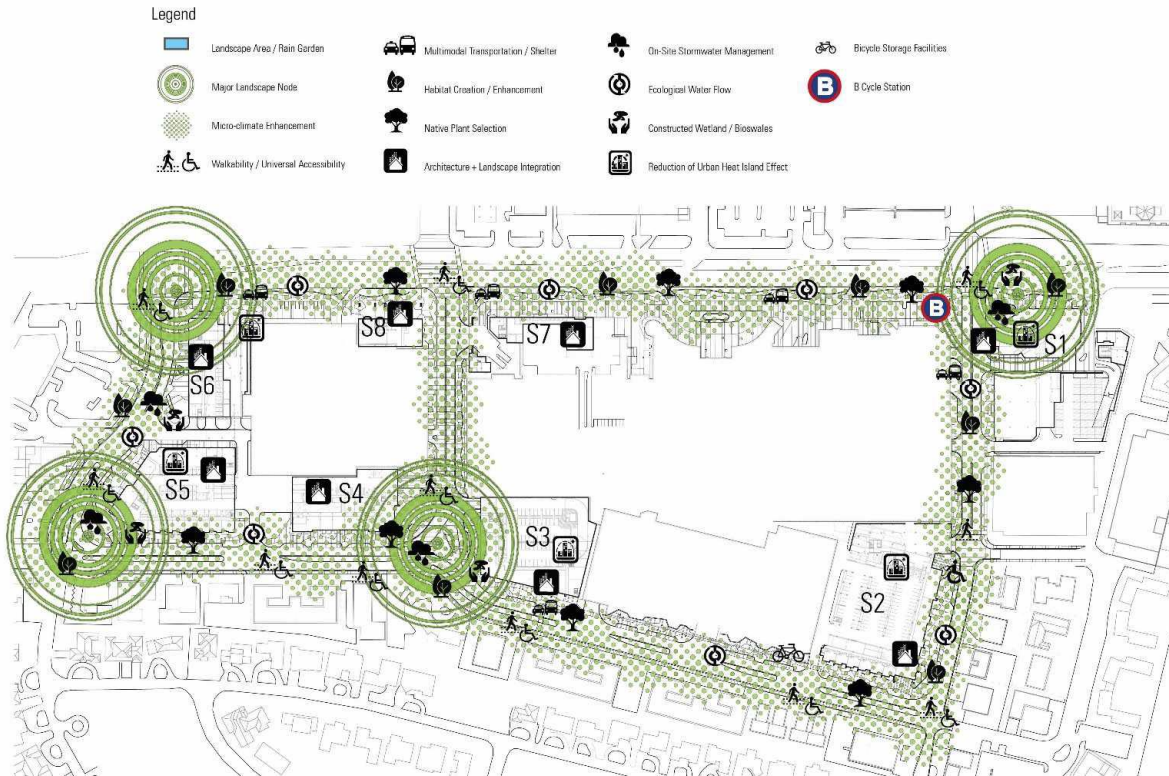 Legend
Landscape Area / Rain Garden
Multimodal Transportation / Shelter
On-Site Stormwater Management
Bicycle Storage Facilities
Major Landscape Node
Habitat Creation / Enhancement
Ecological Water Flow
B
B Cycle Station
Micro-climate Enhancement
Native Plant Selection
Constructed Wetland / Bioswales
Walkability / Universal Accessibility
Architecture + Landscape Integration
Reduction of Urban Heat Island Effect
B
S8
S7
S1
S6
S5
S4
S3
S2